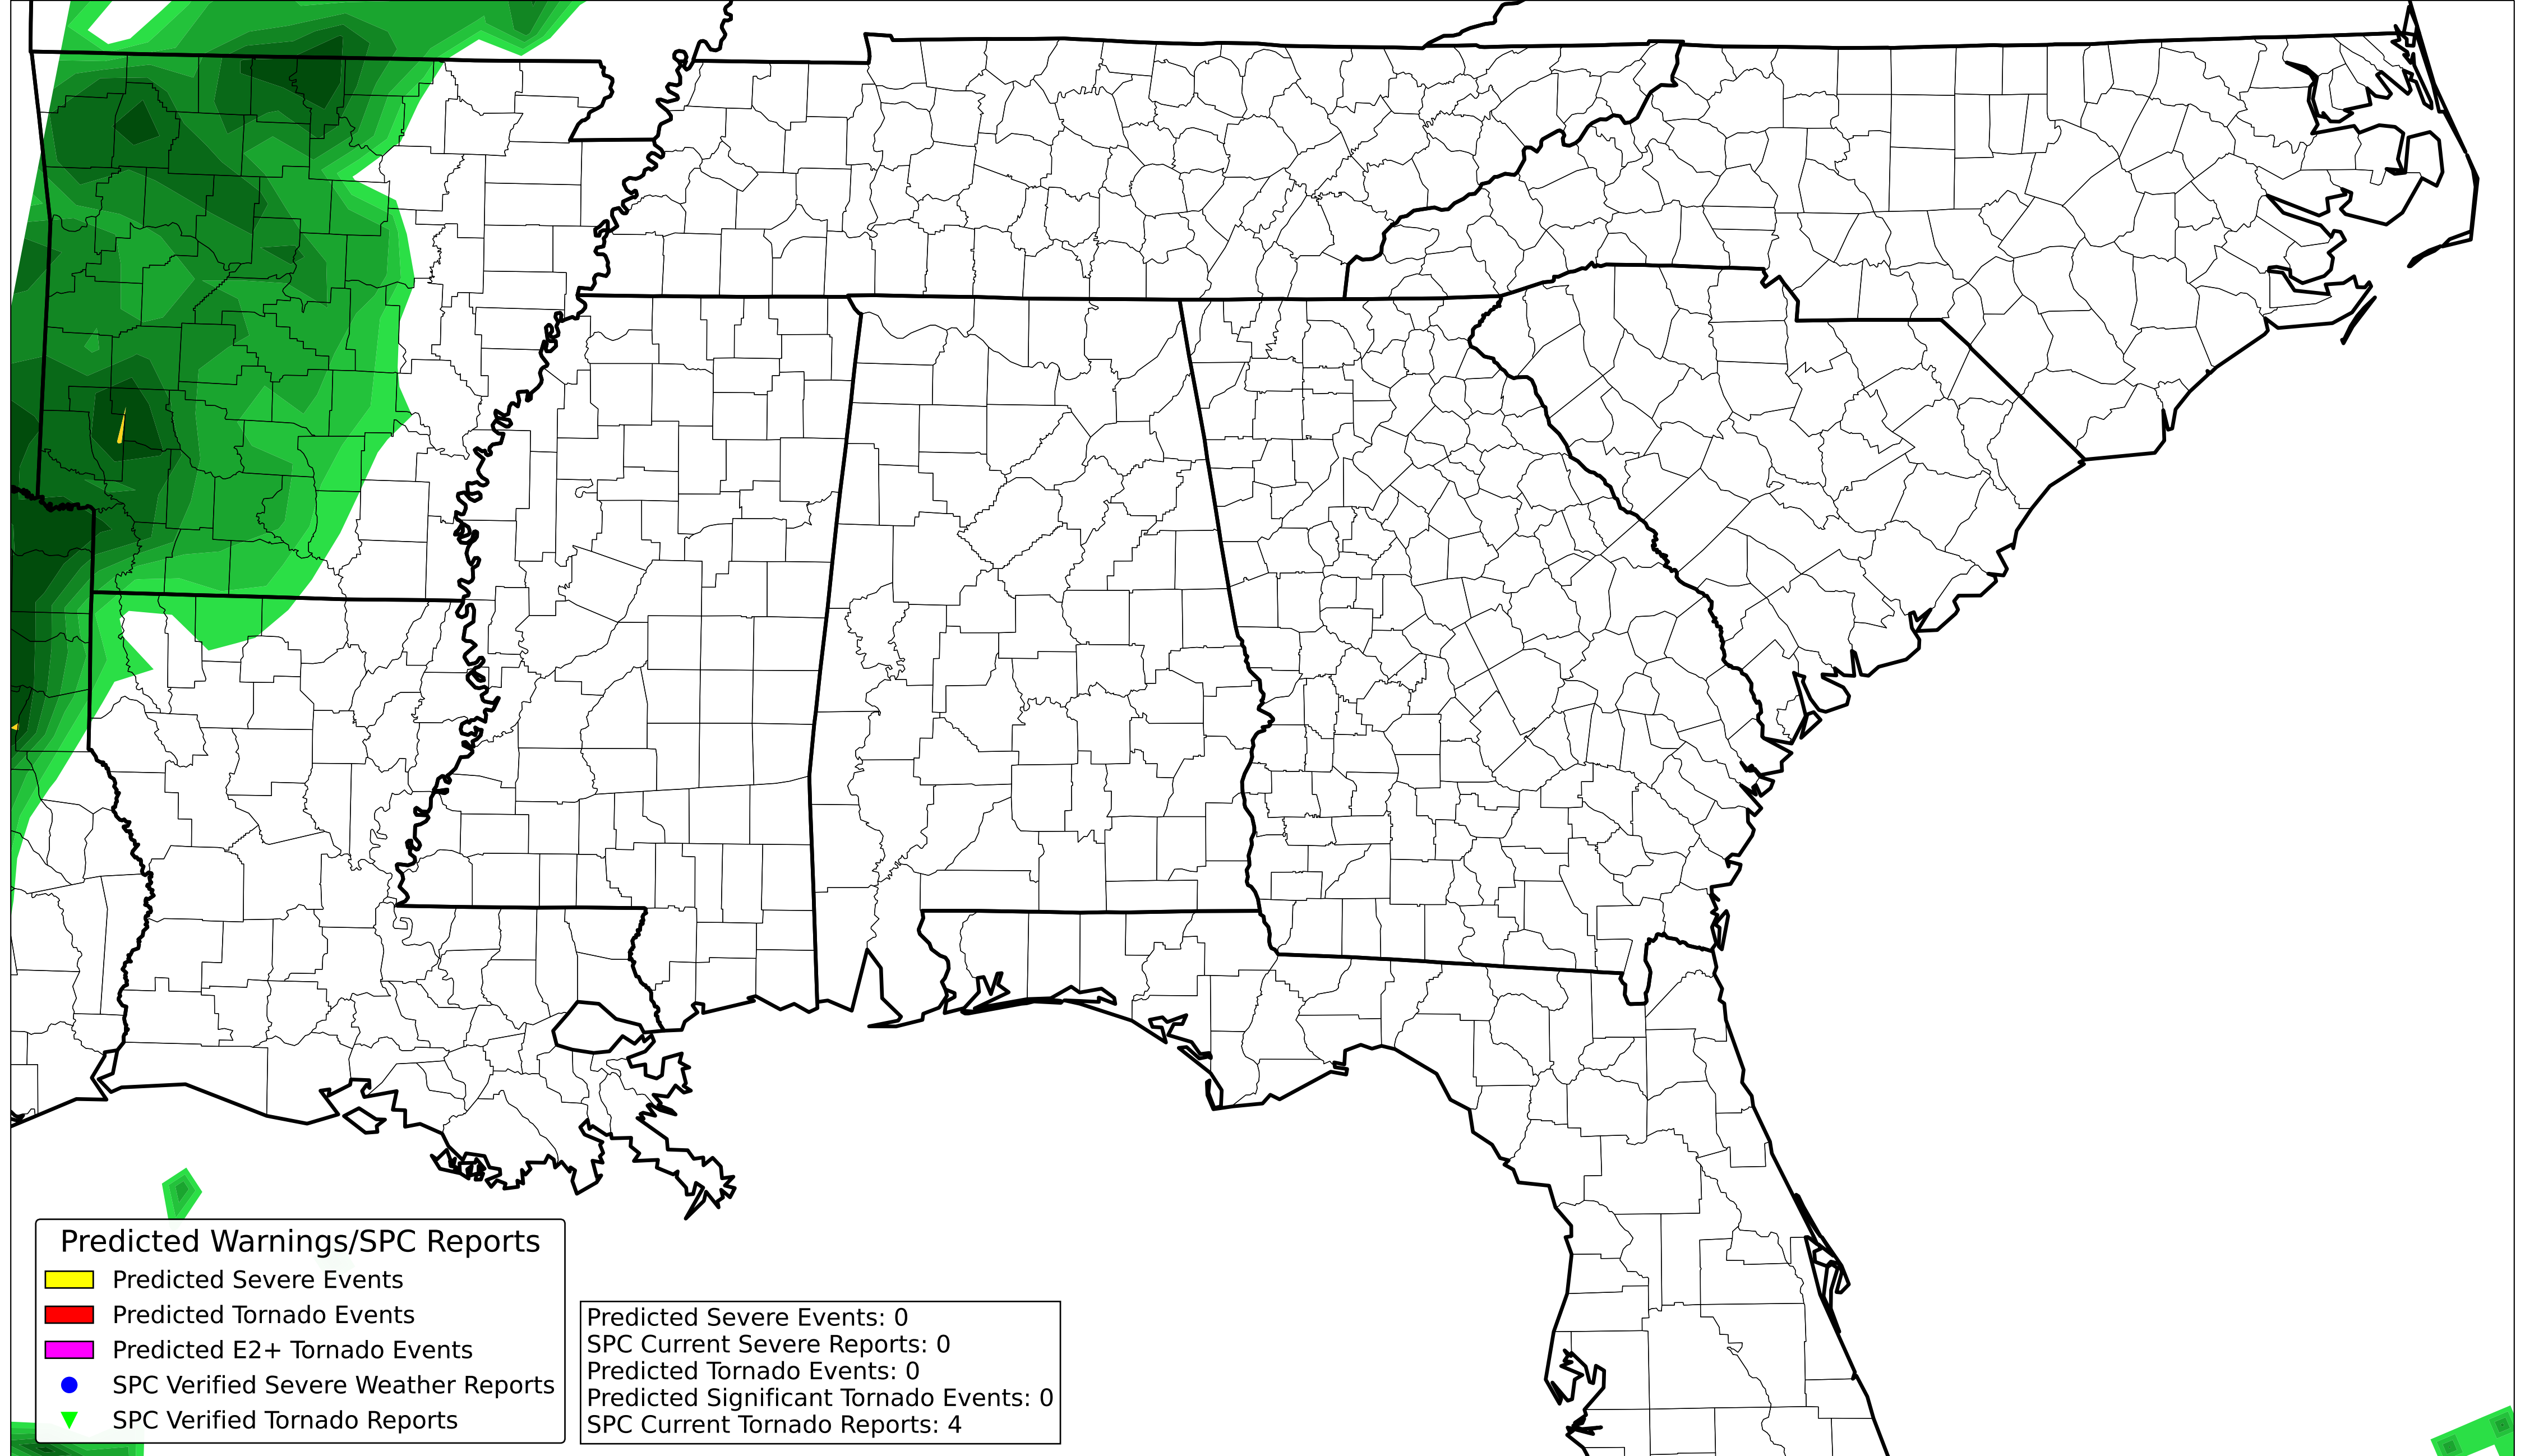 Predicted Warnings/SPC Reports
Predicted Severe Events
Predicted Tornado Events
Predicted E2+ Tornado Events
SPC Verified Severe Weather Reports
SPC Verified Tornado Reports
Predicted Severe Events: 0
SPC Current Severe Reports: 0
Predicted Tornado Events: 0
Predicted Significant Tornado Events: 0
SPC Current Tornado Reports: 4